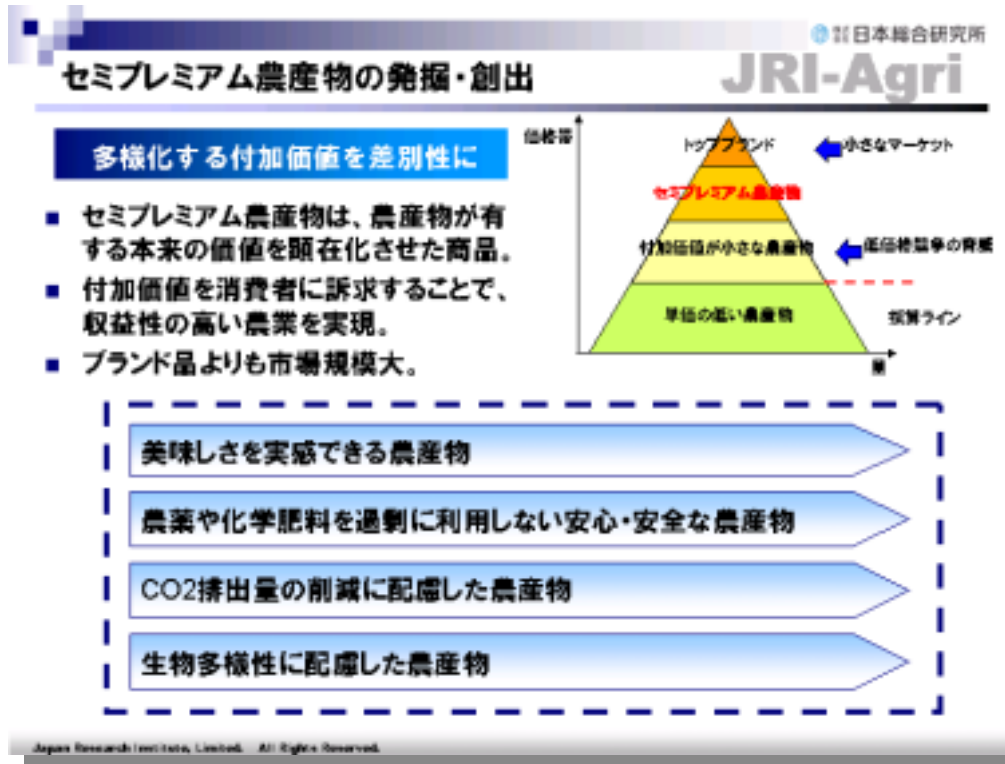 日本総合研究所
JRI-Agri
セミプレミアム農産物の発掘・創出
多様化する付加価値を差別性に
■ セミプレミアム農産物は、農産物が有
する本来の価値を顕在化させた商品。
■ 付加価値を消費者に訴求することで、
収益性の高い農業を実現。
■ ブランド品よりも市場規模大。
価格帯
トップブランド
小さなマーケット
セミプレミアム農産物
付加価値が小さな農産物
低価格競争の脅威
単価の低い農産物
採算ライン
量
美味しさを実感できる農産物
農薬や化学肥料を過剰に利用しない安心・安全な農産物
CO2排出量の削減に配慮した農産物
生物多様性に配慮した農産物
Japan Research Institute, Limited. All Rights Reserved.